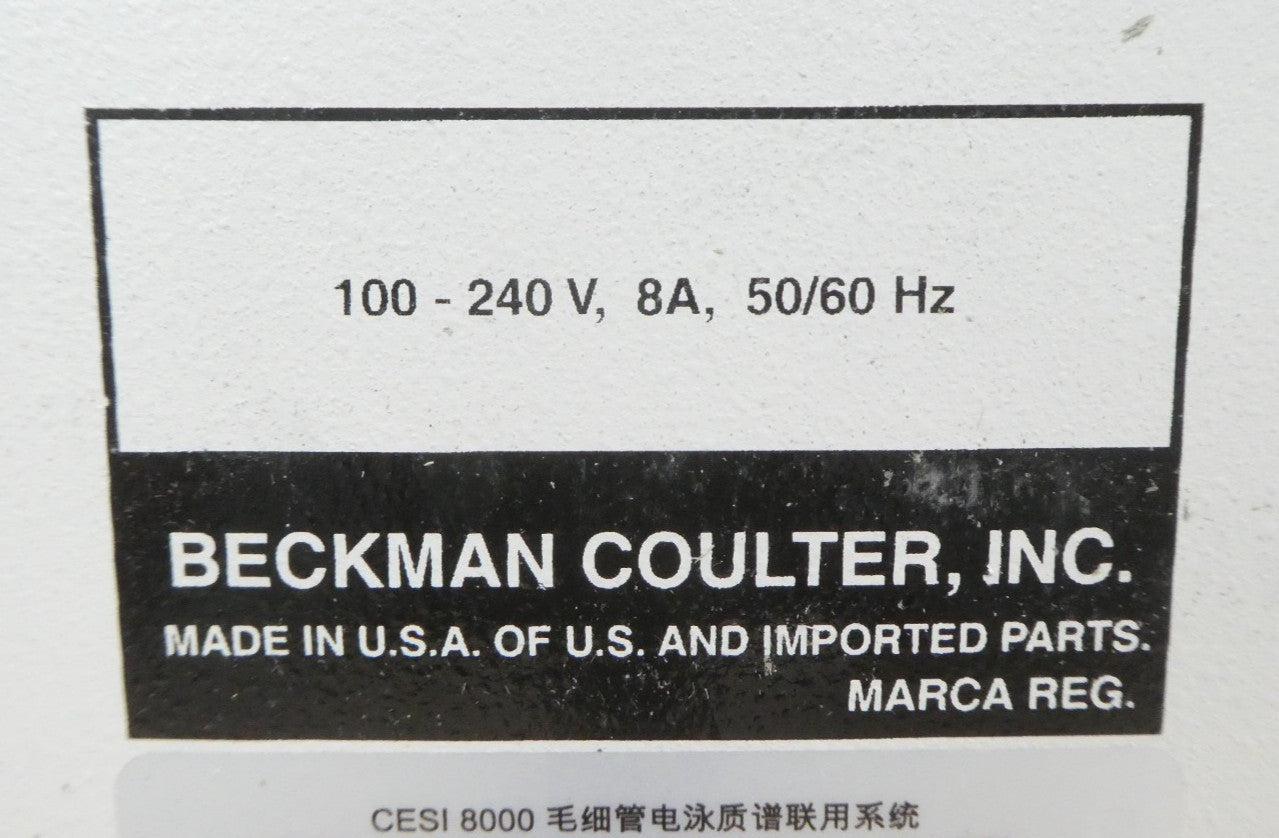 100 - 240 V, 8A, 50/60 Hz
BECKMAN COULTER, INC.
MADE IN U.S.A. OF U.S. AND IMPORTED PARTS.
MARCA REG.
CESI 8000 毛细管电泳质谱联用系统